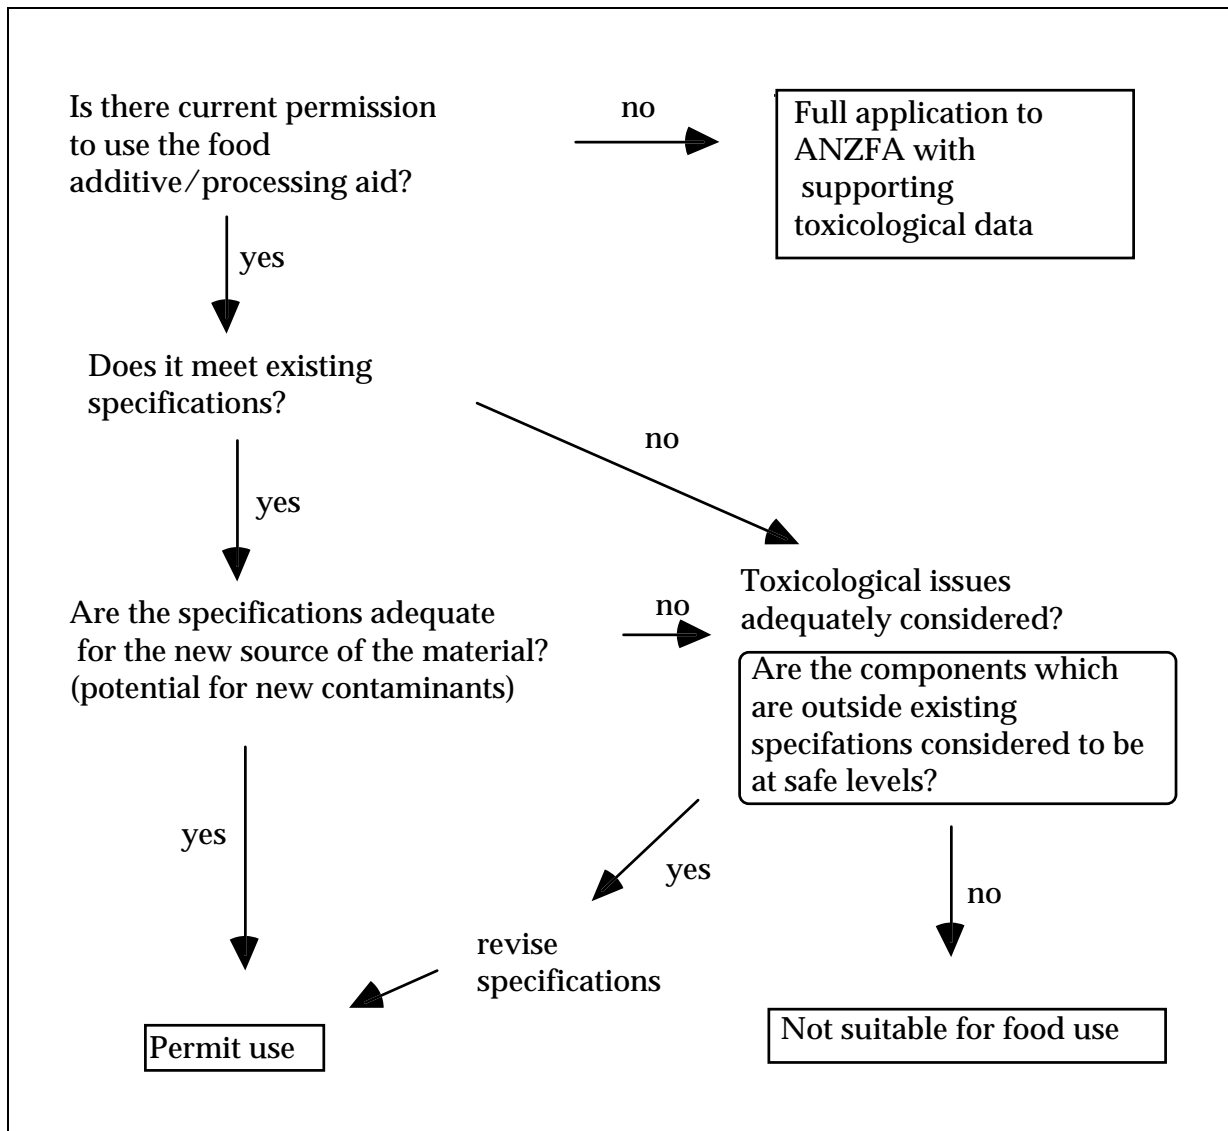 Is there current permission
to use the food
additive/processing aid?
no
Full application to
ANZFA with
supporting
toxicological data
yes
Does it meet existing
specifications?
no
yes
Toxicological issues
adequately considered?
Are the specifications adequate
for the new source of the material?
(potential for new contaminants)
no
Are the components which
are outside existing
specifations considered to be
at safe levels?
yes
yes
no
revise
specifications
Permit use
Not suitable for food use